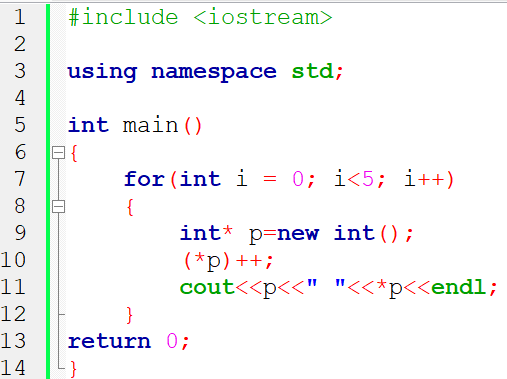 1 #include <iostream>
2
3 using namespace std;
4
5 int main()
6 {
7 for(int i = 0; i<5; i++)
8 {
9 int* p=new int();
10 (*p)++;
11 cout<<p<<" "<<*p<<endl;
12 }
13 return 0;
14 }